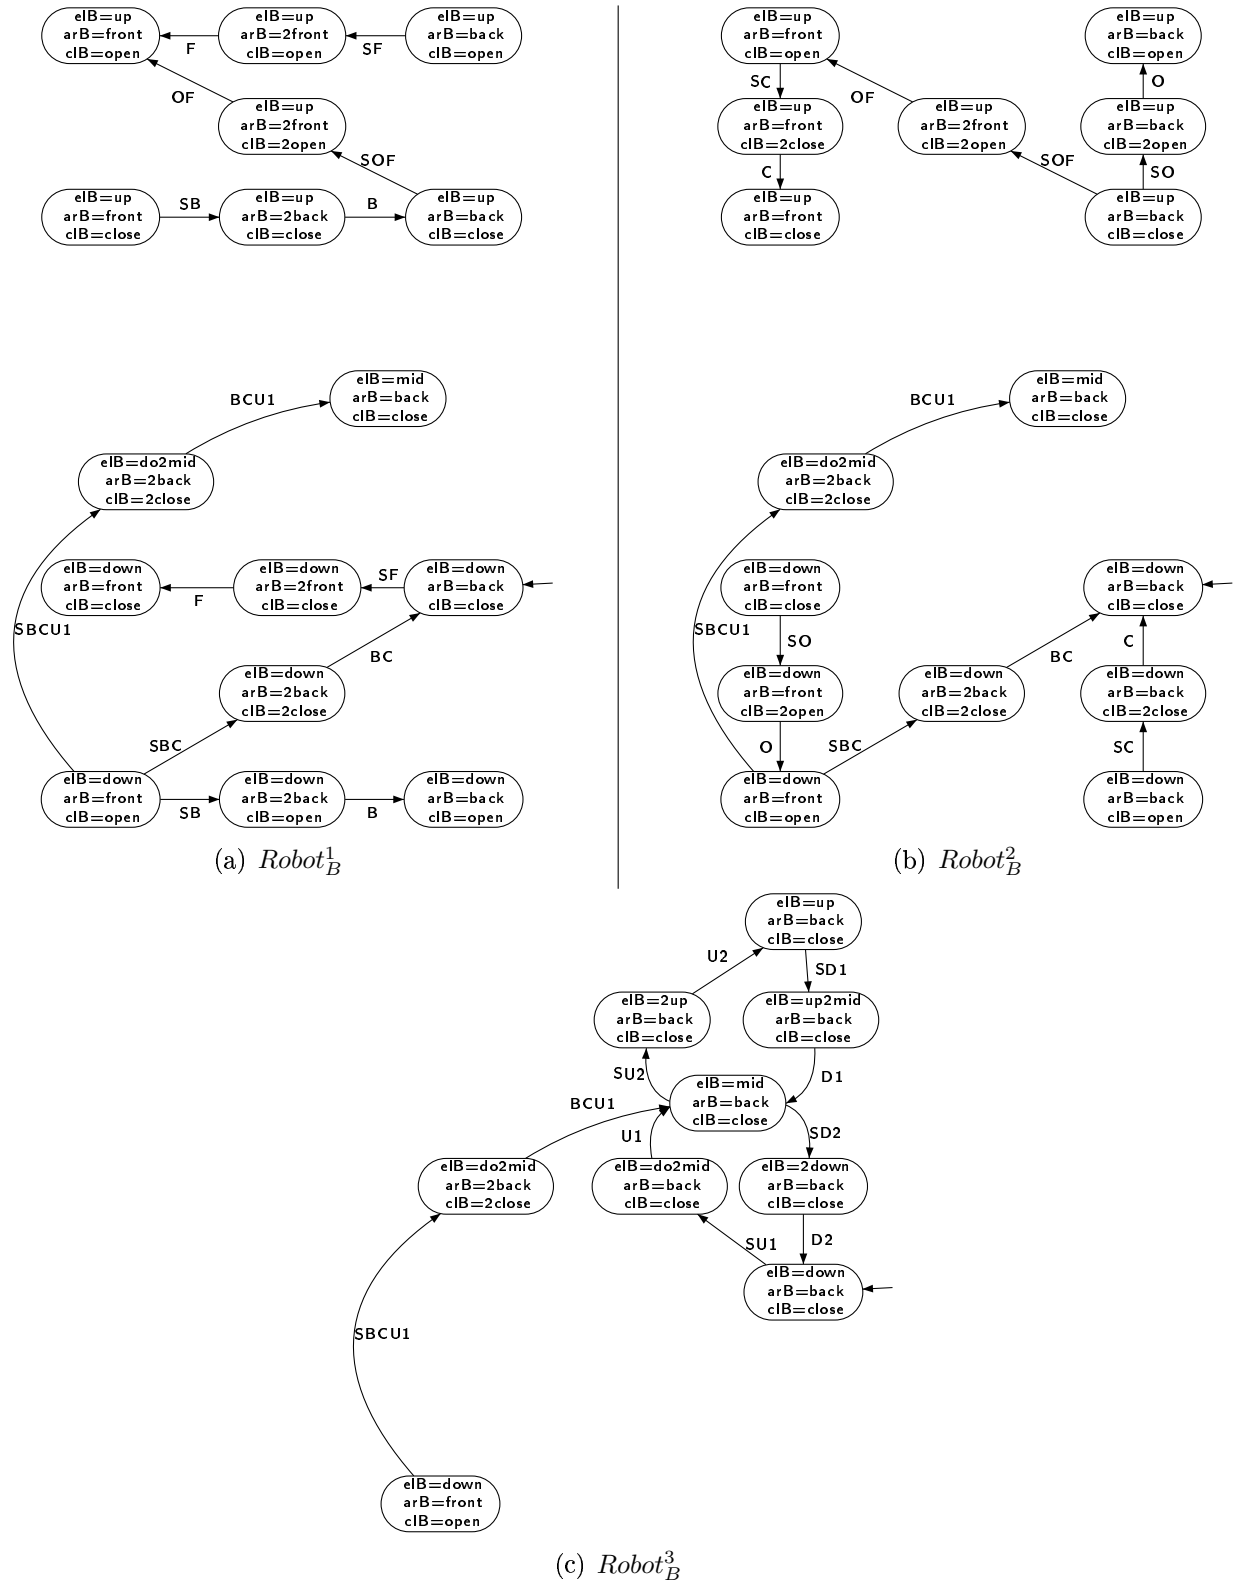 elB=up
arB=front
clB=open
F
elB=up
arB=2front
clB=open
SF
elB=up
arB=back
clB=open
OF
elB=up
arB=2front
clB=2open
SOF
elB=up
arB=front
clB=close
SB
elB=up
arB=2back
clB=close
B
elB=up
arB=back
clB=close
elB=mid
arB=back
clB=close
BCU1
elB=do2mid
arB=2back
clB=2close
SBCU1
elB=down
arB=front
clB=close
F
elB=down
arB=2front
clB=close
SF
elB=down
arB=back
clB=close
BC
elB=down
arB=2back
clB=2close
SBC
elB=down
arB=front
clB=open
SB
elB=down
arB=2back
clB=open
B
elB=down
arB=back
clB=open
(a) Robot¹_B
elB=up
arB=front
clB=open
SC
elB=up
arB=front
clB=2close
C
elB=up
arB=front
clB=close
OF
elB=up
arB=2front
clB=2open
SOF
elB=up
arB=back
clB=open
O
elB=up
arB=back
clB=2open
SO
elB=up
arB=back
clB=close
elB=mid
arB=back
clB=close
BCU1
elB=do2mid
arB=2back
clB=2close
SBCU1
elB=down
arB=front
clB=close
SO
elB=down
arB=front
clB=2open
O
elB=down
arB=front
clB=open
SBC
elB=down
arB=2back
clB=2close
BC
elB=down
arB=back
clB=close
C
elB=down
arB=back
clB=2close
SC
elB=down
arB=back
clB=open
(b) Robot²_B
elB=up
arB=back
clB=close
U2
SD1
elB=2up
arB=back
clB=close
elB=up2mid
arB=back
clB=close
SU2
D1
elB=mid
arB=back
clB=close
BCU1
U1
SD2
elB=do2mid
arB=2back
clB=2close
elB=do2mid
arB=back
clB=close
elB=2down
arB=back
clB=close
SU1
D2
elB=down
arB=back
clB=close
SBCU1
elB=down
arB=front
clB=open
(c) Robot³_B